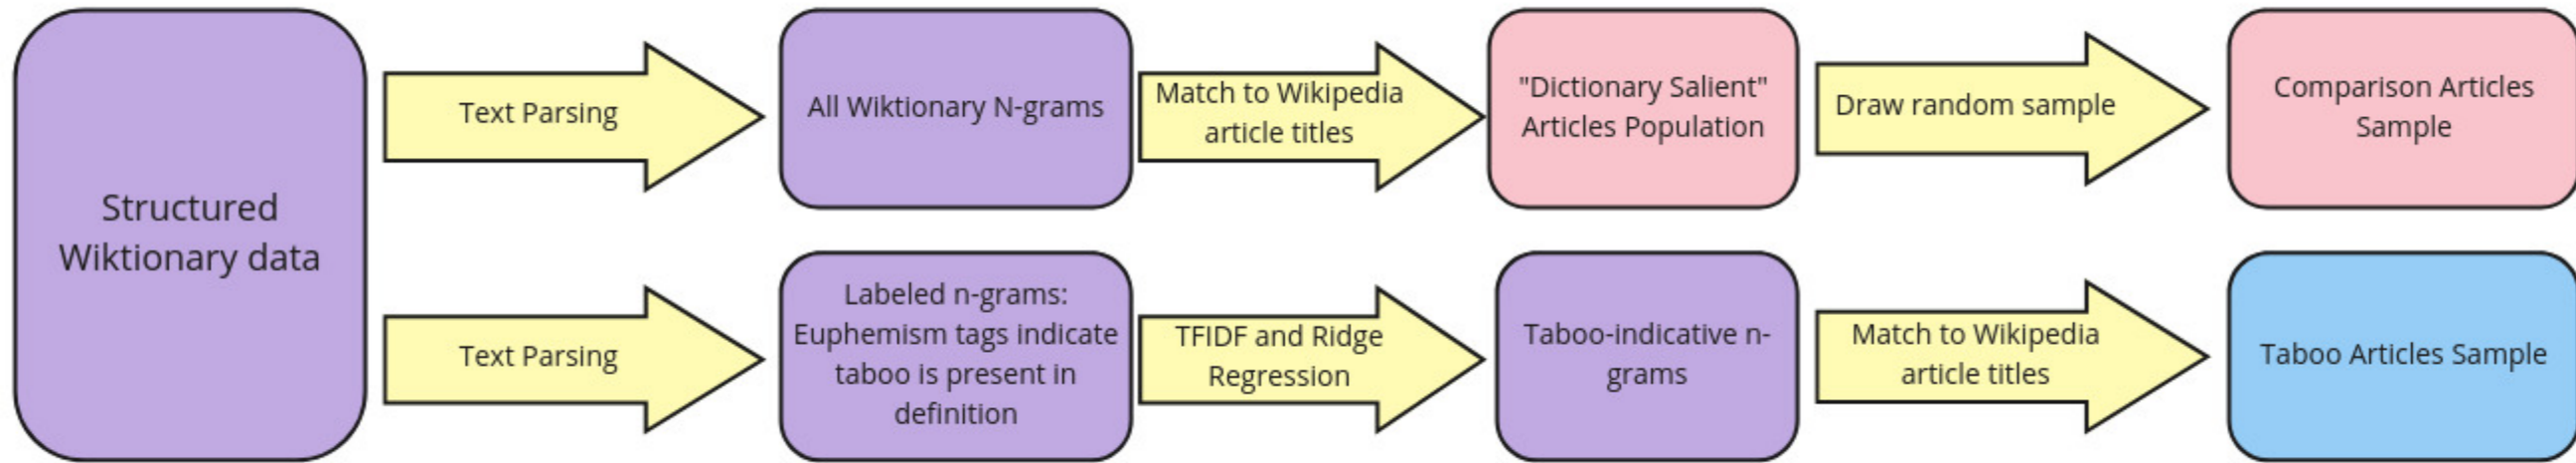 Structured
Wiktionary data
Text Parsing
All Wiktionary N-grams
Match to Wikipedia
article titles
"Dictionary Salient"
Articles Population
Draw random sample
Comparison Articles
Sample
Text Parsing
Labeled n-grams:
Euphemism tags indicate
taboo is present in
definition
TFIDF and Ridge
Regression
Taboo-indicative n-
grams
Match to Wikipedia
article titles
Taboo Articles Sample